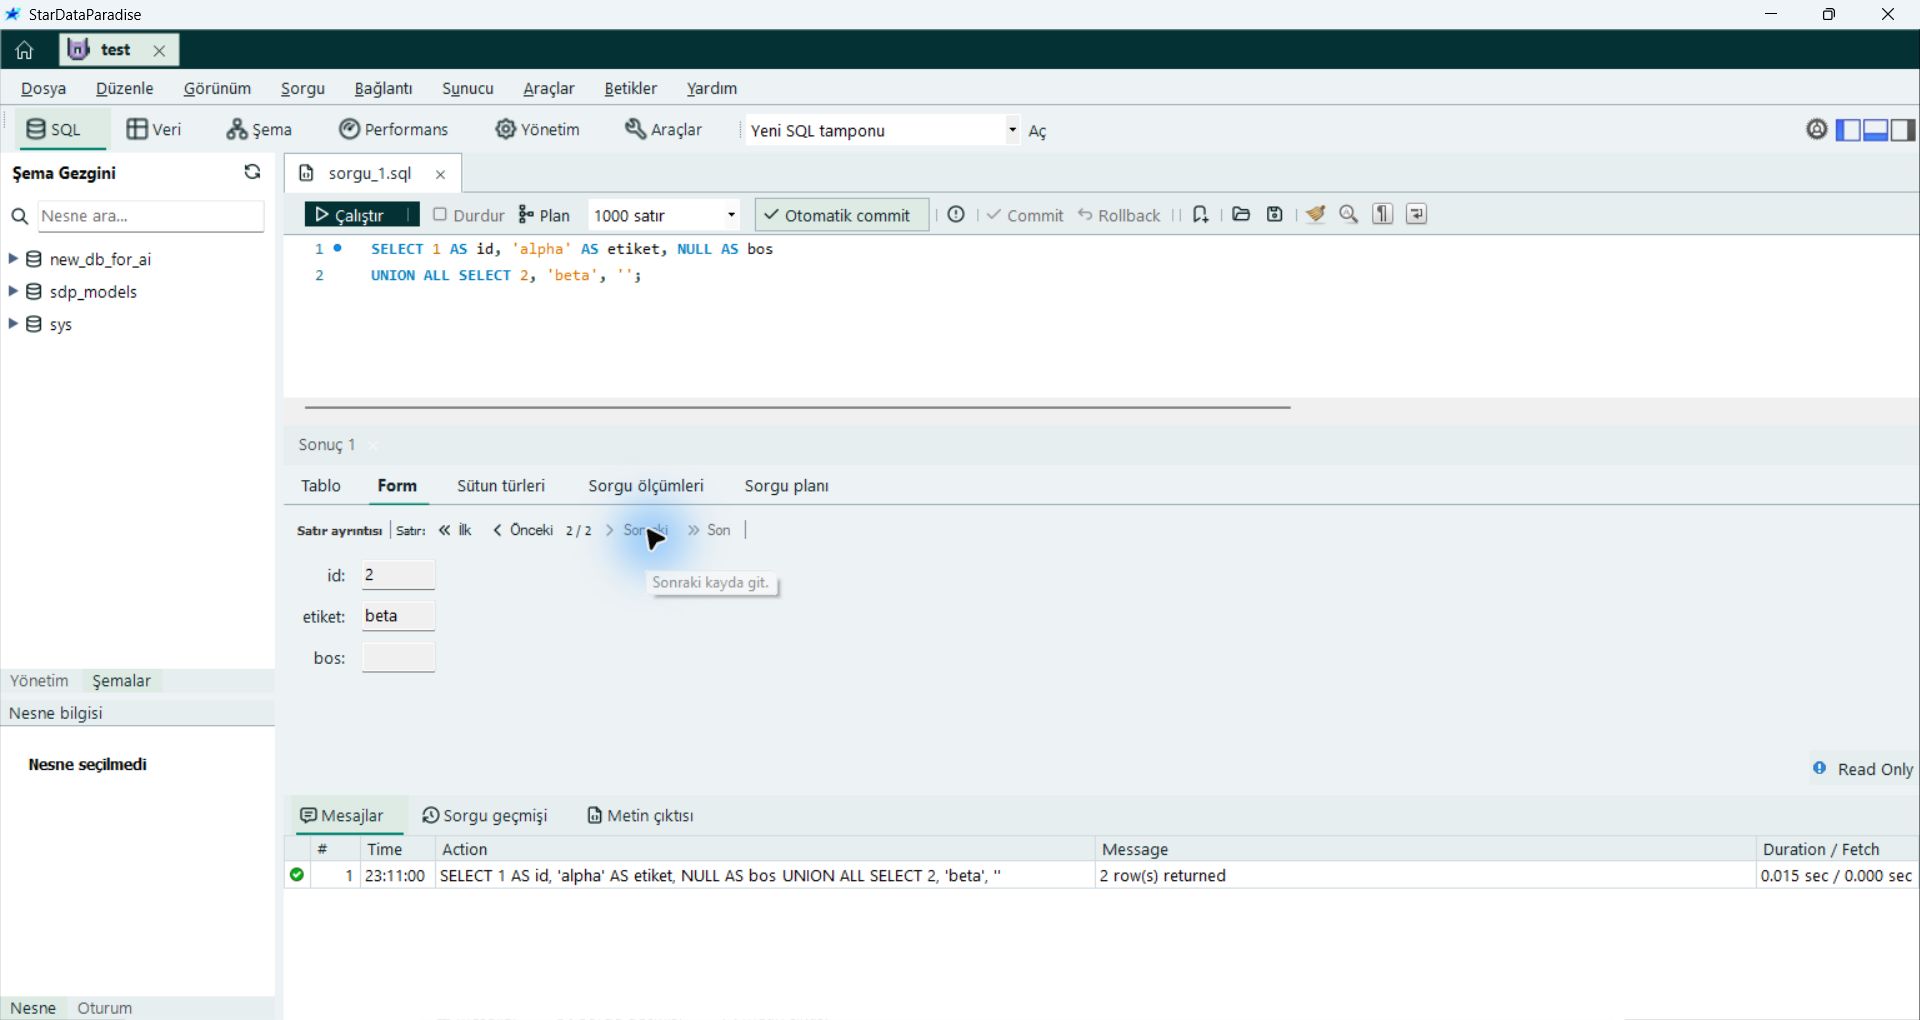 StarDataParadise
test
Dosya Düzenle Görünüm Sorgu Bağlantı Sunucu Araçlar Betikler Yardım
SQL Veri Şema Performans Yönetim Araçlar Yeni SQL tamponu Aç
Şema Gezgini
Nesne ara...
new_db_for_ai
sdp_models
sys
Yönetim Şemalar
Nesne bilgisi
Nesne seçilmedi
Nesne Oturum
sorgu_1.sql
Çalıştır Durdur Plan 1000 satır Otomatik commit Commit Rollback
1 SELECT 1 AS id, 'alpha' AS etiket, NULL AS bos
2 UNION ALL SELECT 2, 'beta', '';
Sonuç 1
Tablo Form Sütun türleri Sorgu ölçümleri Sorgu planı
Satır ayrıntısı Satır: İlk Önceki 2 / 2 Son
id: 2
Sonraki kayda git.
etiket: beta
bos:
Read Only
Mesajlar Sorgu geçmişi Metin çıktısı
# Time Action Message Duration / Fetch
1 23:11:00 SELECT 1 AS id, 'alpha' AS etiket, NULL AS bos UNION ALL SELECT 2, 'beta', '' 2 row(s) returned 0.015 sec / 0.000 sec